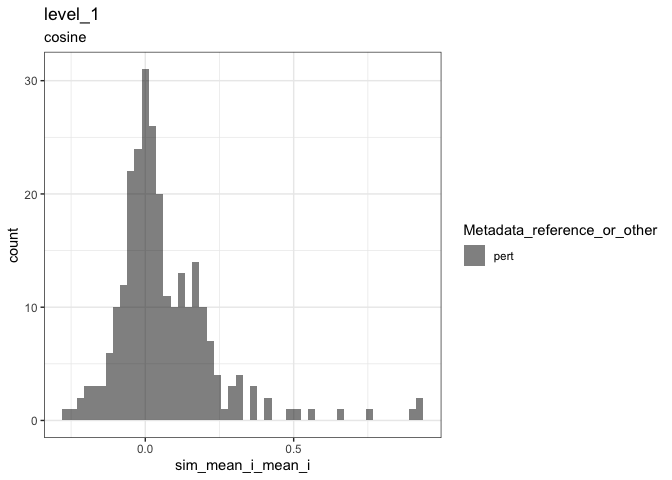 level_1
cosine
30
20
10
0
count
0.0
0.5
sim_mean_i_mean_i
Metadata_reference_or_other
pert